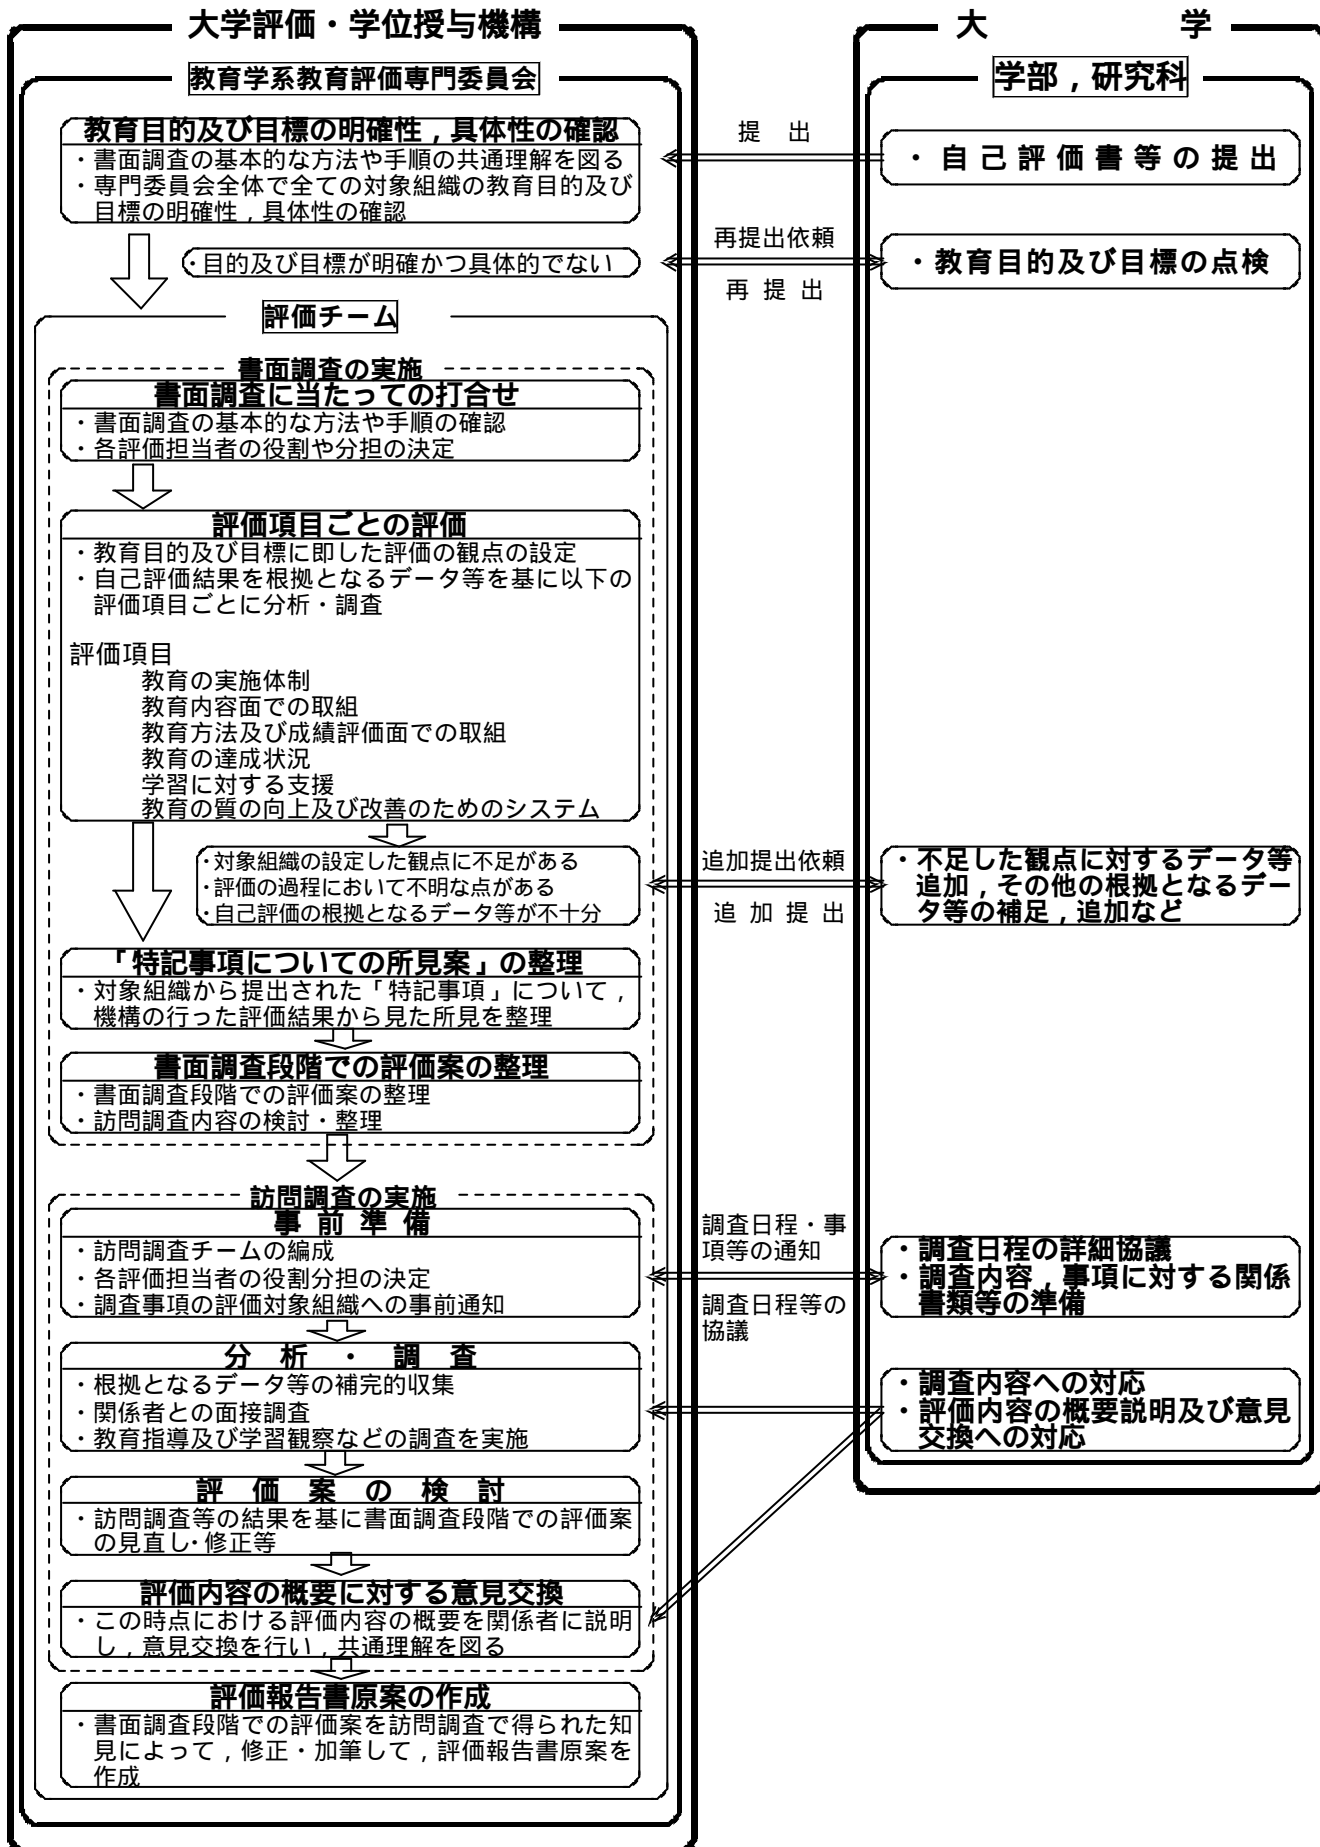 大学評価・学位授与機構
教育学系教育評価専門委員会
教育目的及び目標の明確性，具体性の確認
・書面調査の基本的な方法や手順の共通理解を図る
・専門委員会全体で全ての対象組織の教育目的及び
目標の明確性，具体性の確認
・目的及び目標が明確かつ具体的でない
評価チーム
書面調査の実施
書面調査に当たっての打合せ
・書面調査の基本的な方法や手順の確認
・各評価担当者の役割や分担の決定
評価項目ごとの評価
・教育目的及び目標に即した評価の観点の設定
・自己評価結果を根拠となるデータ等を基に以下の
評価項目ごとに分析・調査
評価項目
教育の実施体制
教育内容面での取組
教育方法及び成績評価面での取組
教育の達成状況
学習に対する支援
教育の質の向上及び改善のためのシステム
・対象組織の設定した観点に不足がある
・評価の過程において不明な点がある
・自己評価の根拠となるデータ等が不十分
「特記事項についての所見案」の整理
・対象組織から提出された「特記事項」について，
機構の行った評価結果から見た所見を整理
書面調査段階での評価案の整理
・書面調査段階での評価案の整理
・訪問調査内容の検討・整理
訪問調査の実施
事前準備
・訪問調査チームの編成
・各評価担当者の役割分担の決定
・調査事項の評価対象組織への事前通知
分析・調査
・根拠となるデータ等の補完的収集
・関係者との面接調査
・教育指導及び学習観察などの調査を実施
評価案の検討
・訪問調査等の結果を基に書面調査段階での評価案
の見直し・修正等
評価内容の概要に対する意見交換
・この時点における評価内容の概要を関係者に説明
し，意見交換を行い，共通理解を図る
評価報告書原案の作成
・書面調査段階での評価案を訪問調査で得られた知
見によって，修正・加筆して，評価報告書原案を
作成
提出
再提出依頼
再提出
追加提出依頼
追加提出
調査日程・事
項等の通知
調査日程等の
協議
大学
学部，研究科
・自己評価書等の提出
・教育目的及び目標の点検
・不足した観点に対するデータ等
追加，その他の根拠となるデー
タ等の補足，追加など
・調査日程の詳細協議
・調査内容，事項に対する関係
書類等の準備
・調査内容への対応
・評価内容の概要説明及び意見
交換への対応